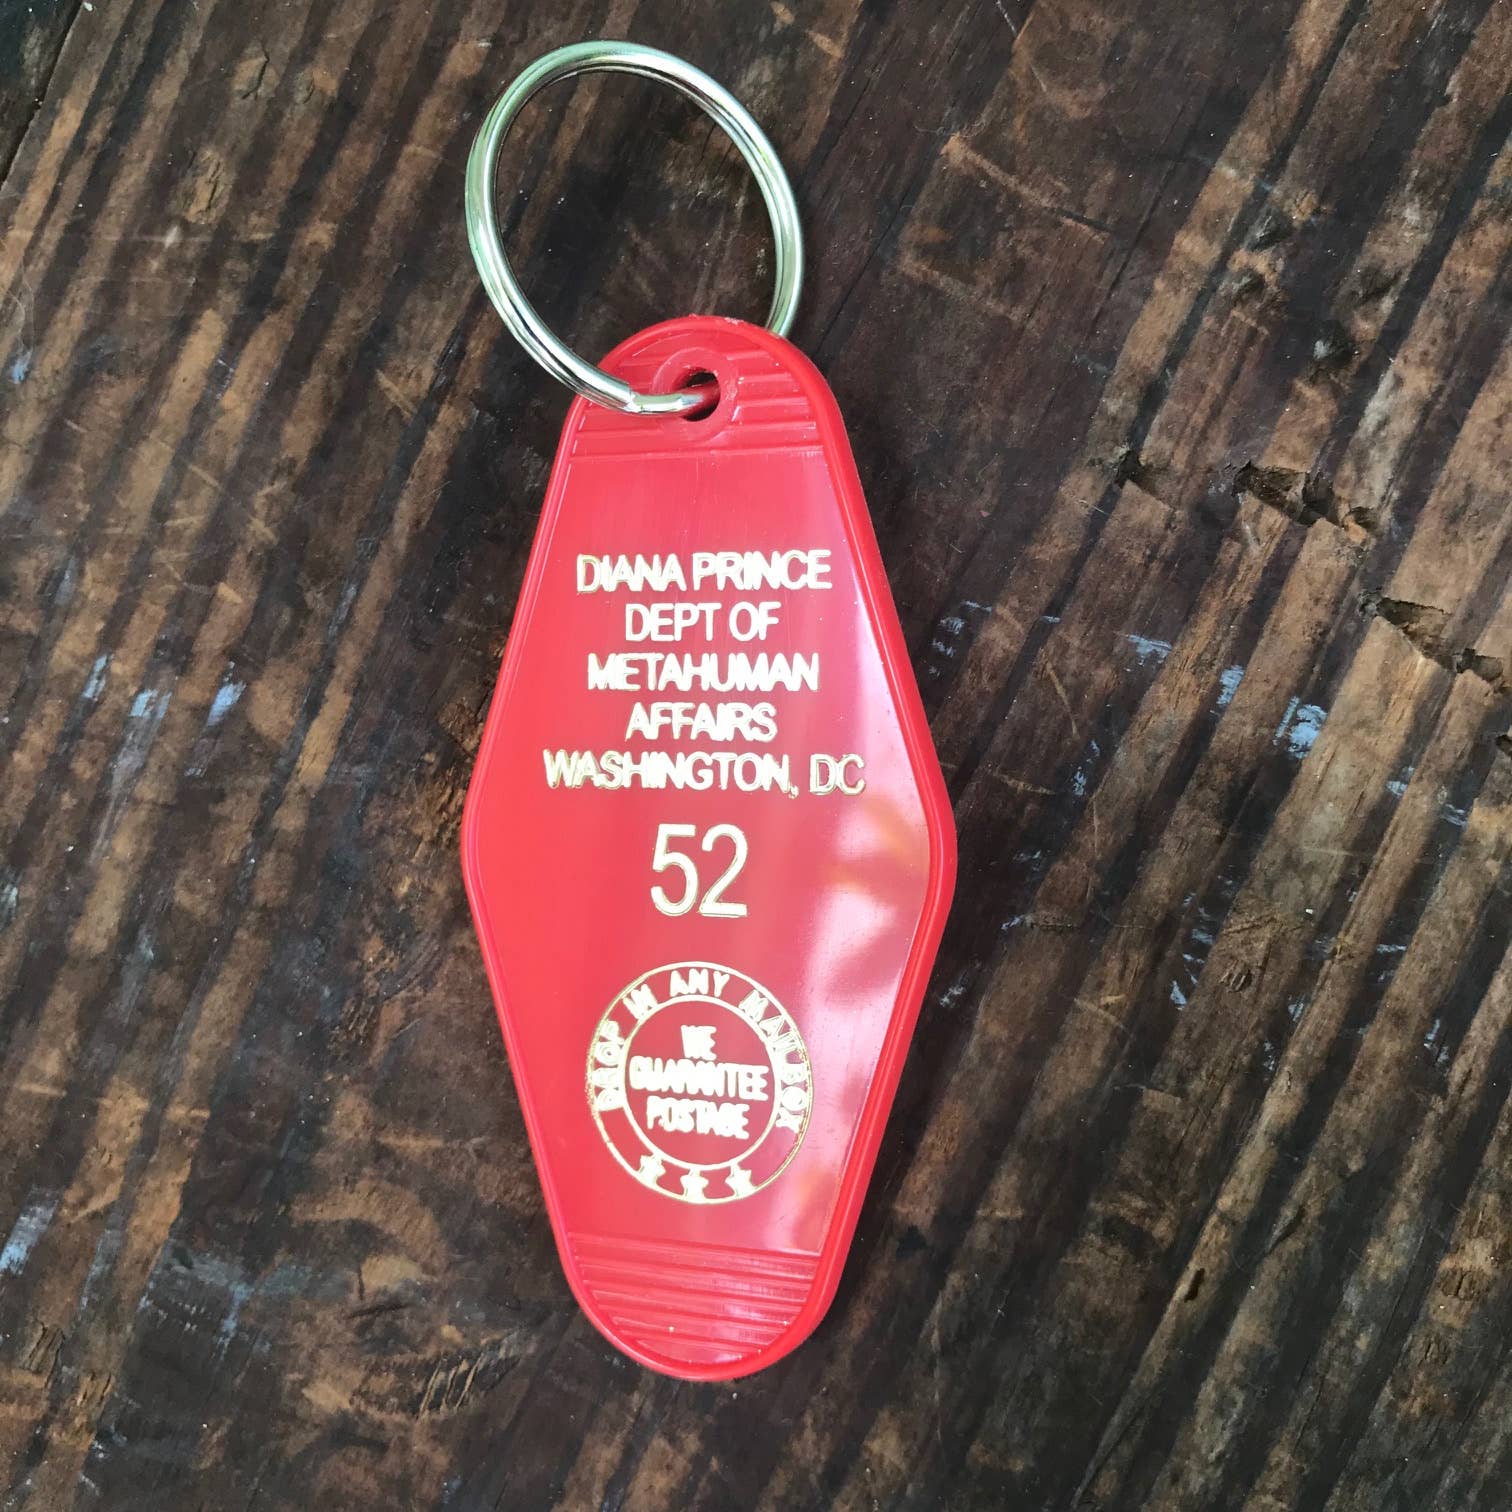 DIANA PRINCE
DEPT OF
METAHUMAN
AFFAIRS
WASHINGTON, DC
52
DROP IN ANY MAILBOX
WE
GUARANTEE
POSTAGE